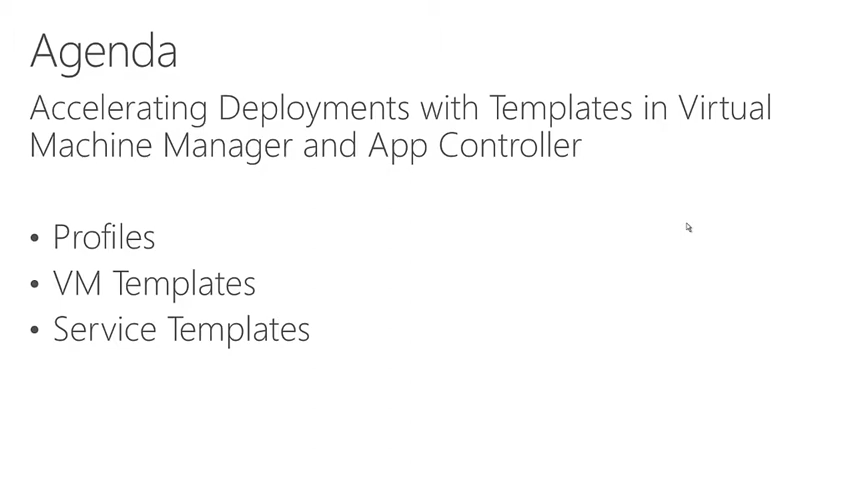 Agenda
Accelerating Deployments with Templates in Virtual
Machine Manager and App Controller
• Profiles
• VM Templates
• Service Templates